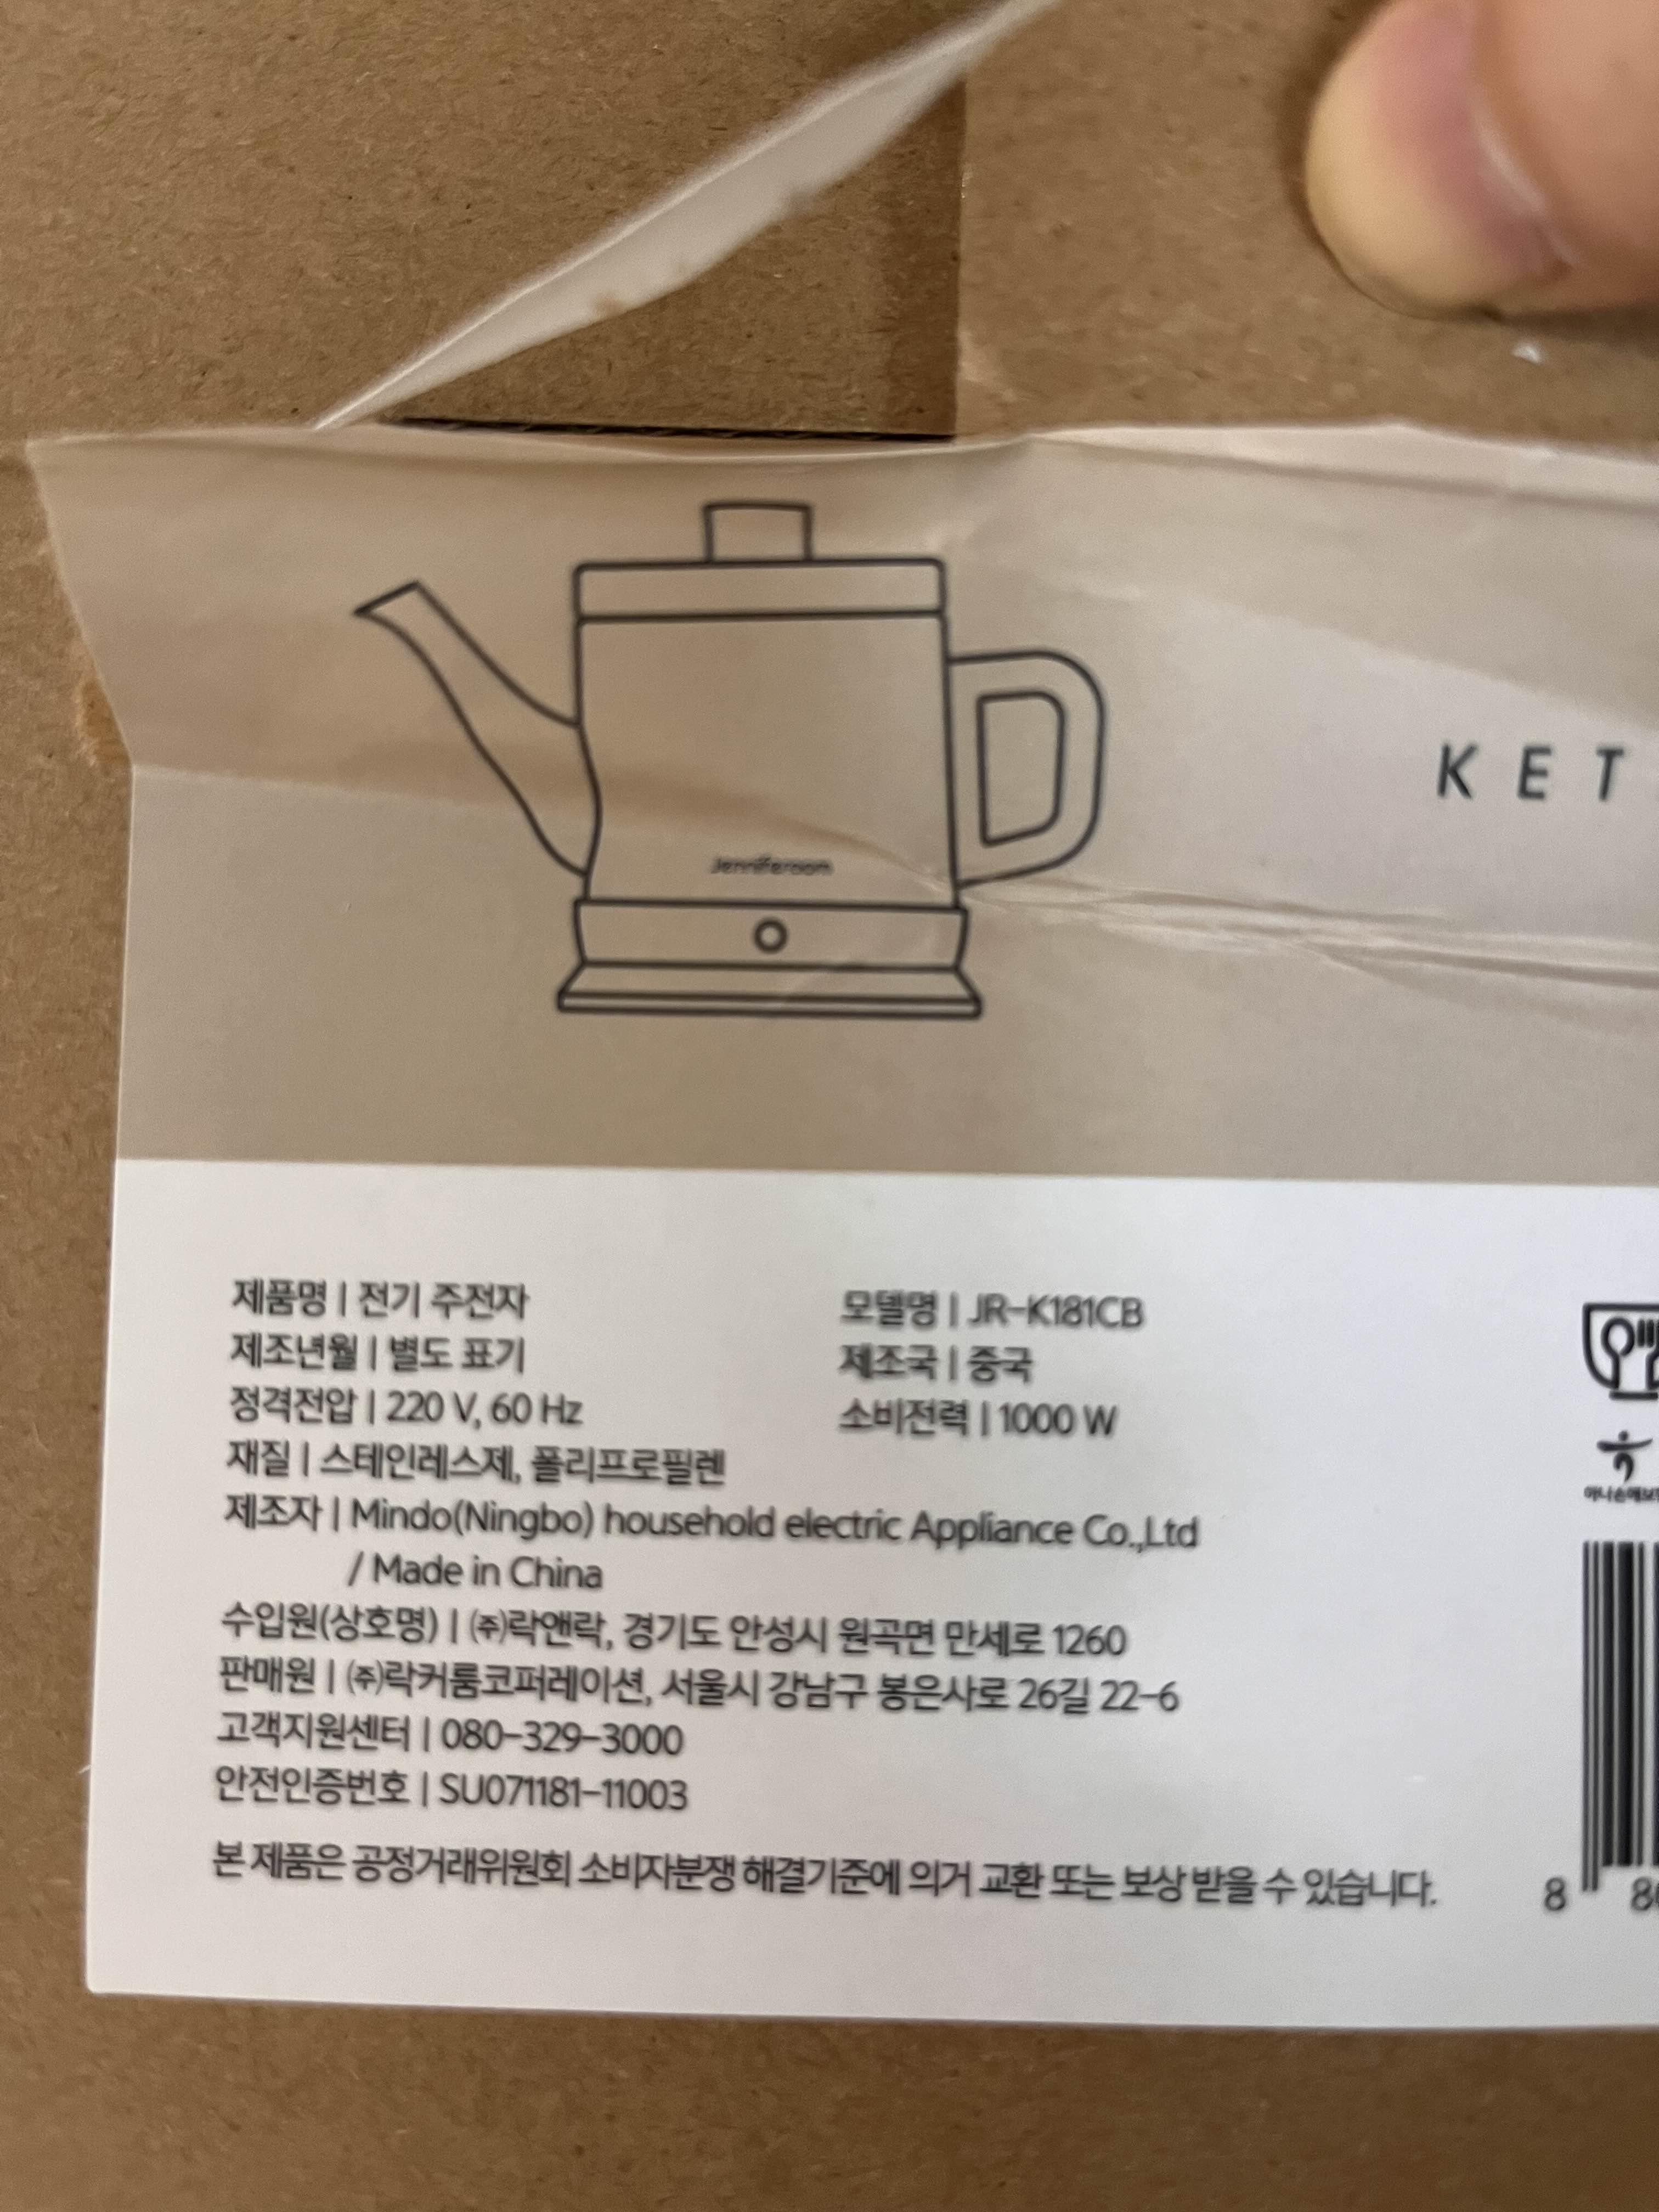 Jenniferoom
KET
제품명 | 전기 주전자
모델명 | JR-K181CB
제조년월 | 별도 표기
제조국 | 중국
정격전압 | 220 V, 60 Hz
소비전력 | 1000 W
재질 | 스테인레스제, 폴리프로필렌
제조자 | Mindo(Ningbo) household electric Appliance Co.,Ltd
/ Made in China
수입원(상호명) | ㈜락앤락, 경기도 안성시 원곡면 만세로 1260
판매원 | ㈜락커룸코퍼레이션, 서울시 강남구 봉은사로 26길 22-6
고객지원센터 | 080-329-3000
안전인증번호 | SU071181-11003
본 제품은 공정거래위원회 소비자분쟁 해결기준에 의거 교환 또는 보상 받을 수 있습니다.
8